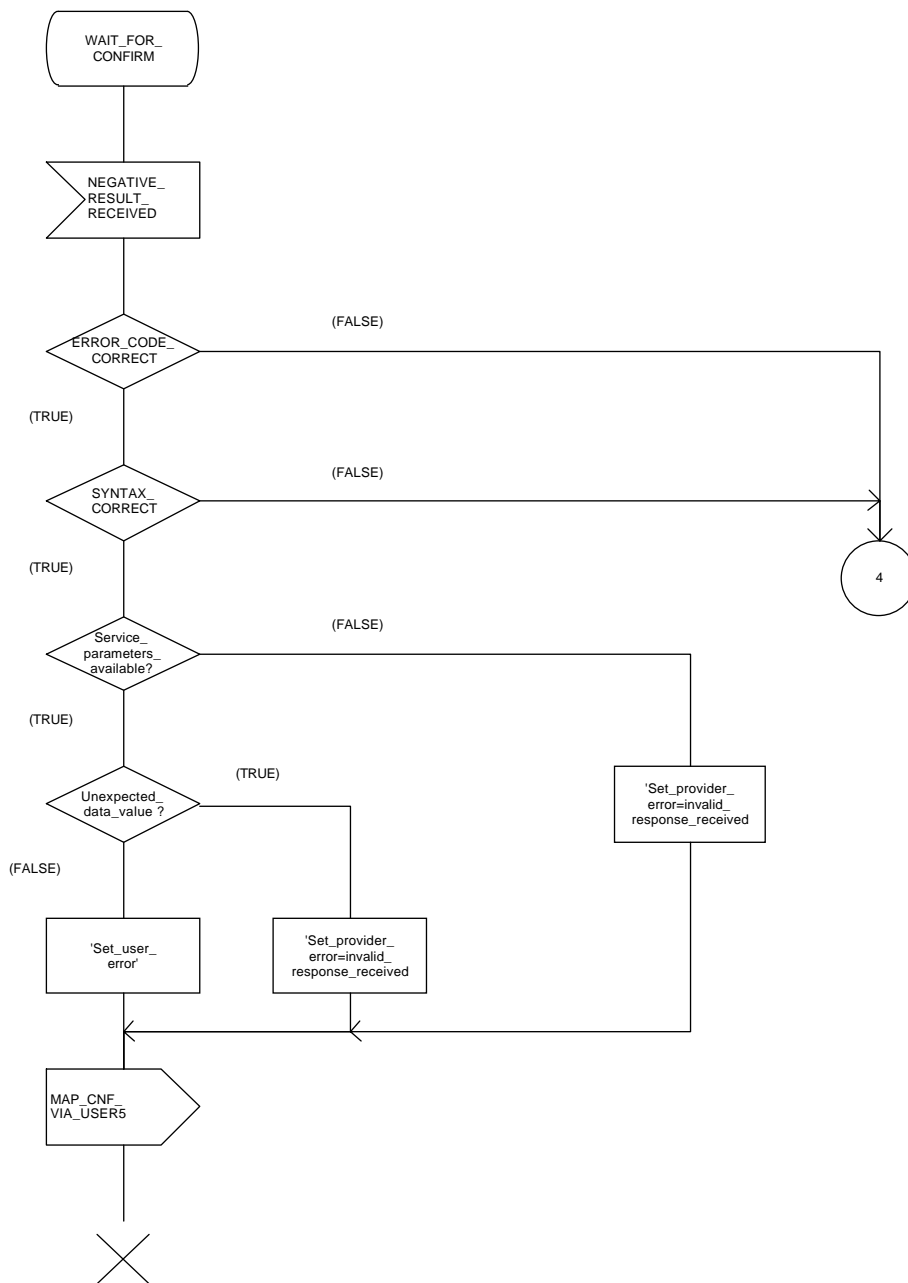 WAIT_FOR_
CONFIRM
NEGATIVE_
RESULT_
RECEIVED
(FALSE)
ERROR_CODE_
CORRECT
(TRUE)
(FALSE)
SYNTAX_
CORRECT
(TRUE)
4
(FALSE)
Service_
parameters_
available?
(TRUE)
(TRUE)
Unexpected_
data_value ?
'Set_provider_
error=invalid_
response_received
(FALSE)
'Set_user_
error'
'Set_provider_
error=invalid_
response_received
MAP_CNF_
VIA_USER5